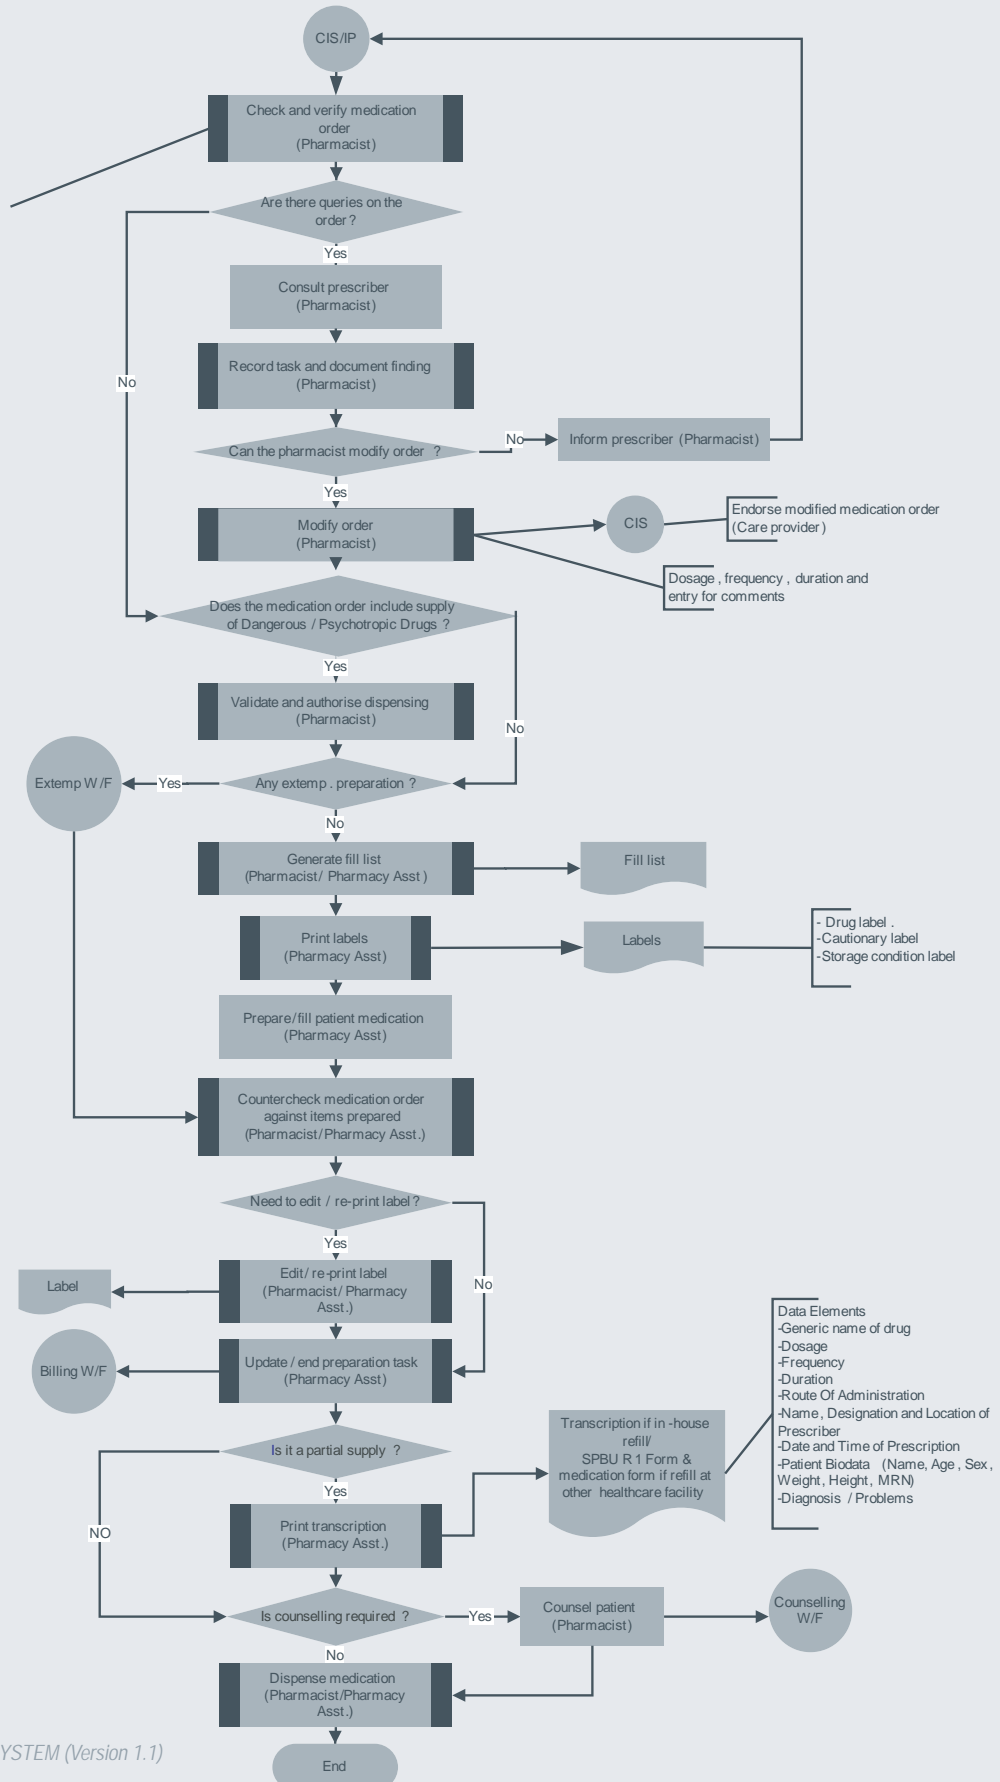 CIS/IP
Check and verify medication
order
(Pharmacist)
Are there queries on the
order?
Yes
Consult prescriber
(Pharmacist)
Record task and document finding
(Pharmacist)
No
Can the pharmacist modify order ?
No
Inform prescriber (Pharmacist)
Yes
Modify order
(Pharmacist)
CIS
Endorse modified medication order
(Care provider)
Dosage, frequency, duration and
entry for comments
Does the medication order include supply
of Dangerous / Psychotropic Drugs ?
Yes
Validate and authorise dispensing
(Pharmacist)
No
Extemp W/F
Yes
Any extemp. preparation ?
No
Generate fill list
(Pharmacist/ Pharmacy Asst)
Fill list
Print labels
(Pharmacy Asst)
Labels
- Drug label .
-Cautionary label
-Storage condition label
Prepare/fill patient medication
(Pharmacy Asst)
Countercheck medication order
against items prepared
(Pharmacist/Pharmacy Asst.)
Need to edit / re-print label?
Yes
No
Label
Edit/ re-print label
(Pharmacist/ Pharmacy
Asst.)
Billing W/F
Update / end preparation task
(Pharmacy Asst)
Is it a partial supply ?
Yes
Transcription if in -house
refill/
SPBU R 1 Form &
medication form if refill at
other healthcare facility
Data Elements
-Generic name of drug
-Dosage
-Frequency
-Duration
-Route Of Administration
-Name, Designation and Location of
Prescriber
-Date and Time of Prescription
-Patient Biodata (Name, Age, Sex,
Weight, Height, MRN)
-Diagnosis / Problems
NO
Print transcription
(Pharmacy Asst.)
Is counselling required ?
Yes
Counsel patient
(Pharmacist)
Counselling
W/F
No
Dispense medication
(Pharmacist/Pharmacy
Asst.)
YSTEM (Version 1.1)
End